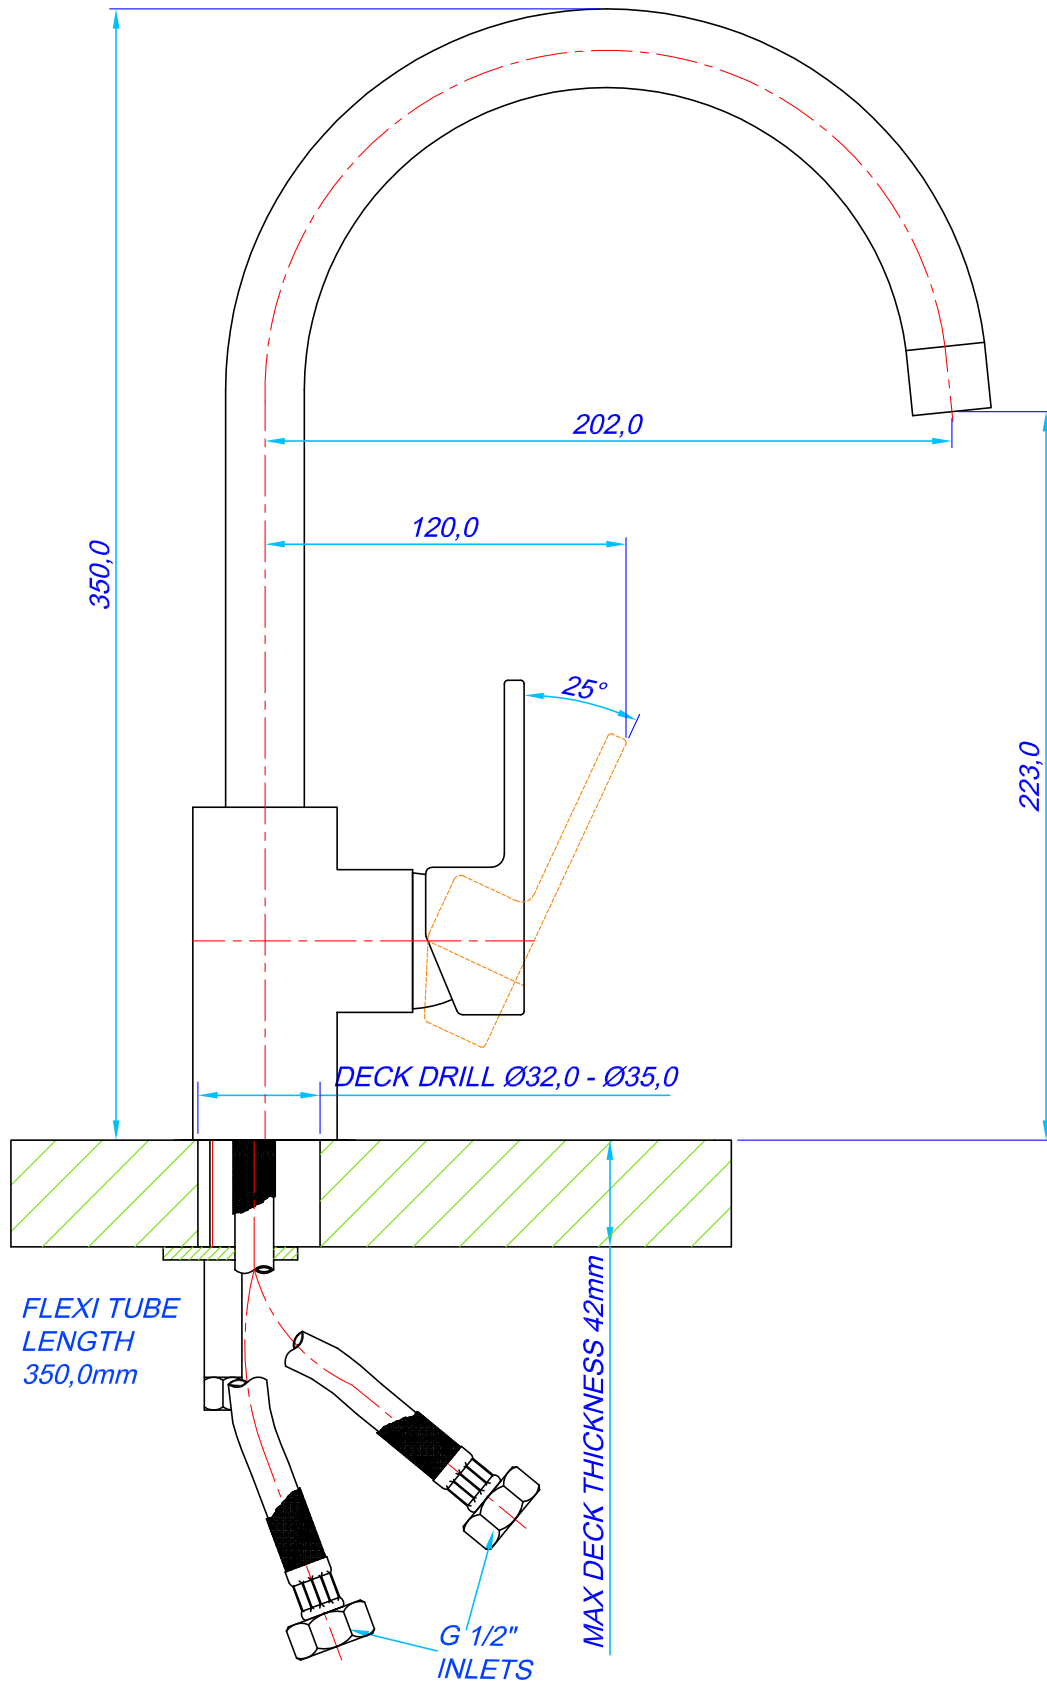 202,0
120,0
350,0
25°
223,0
DECK DRILL Ø32,0 - Ø35,0
FLEXI TUBE
LENGTH
350,0mm
MAX DECK THICKNESS 42mm
G 1/2"
INLETS